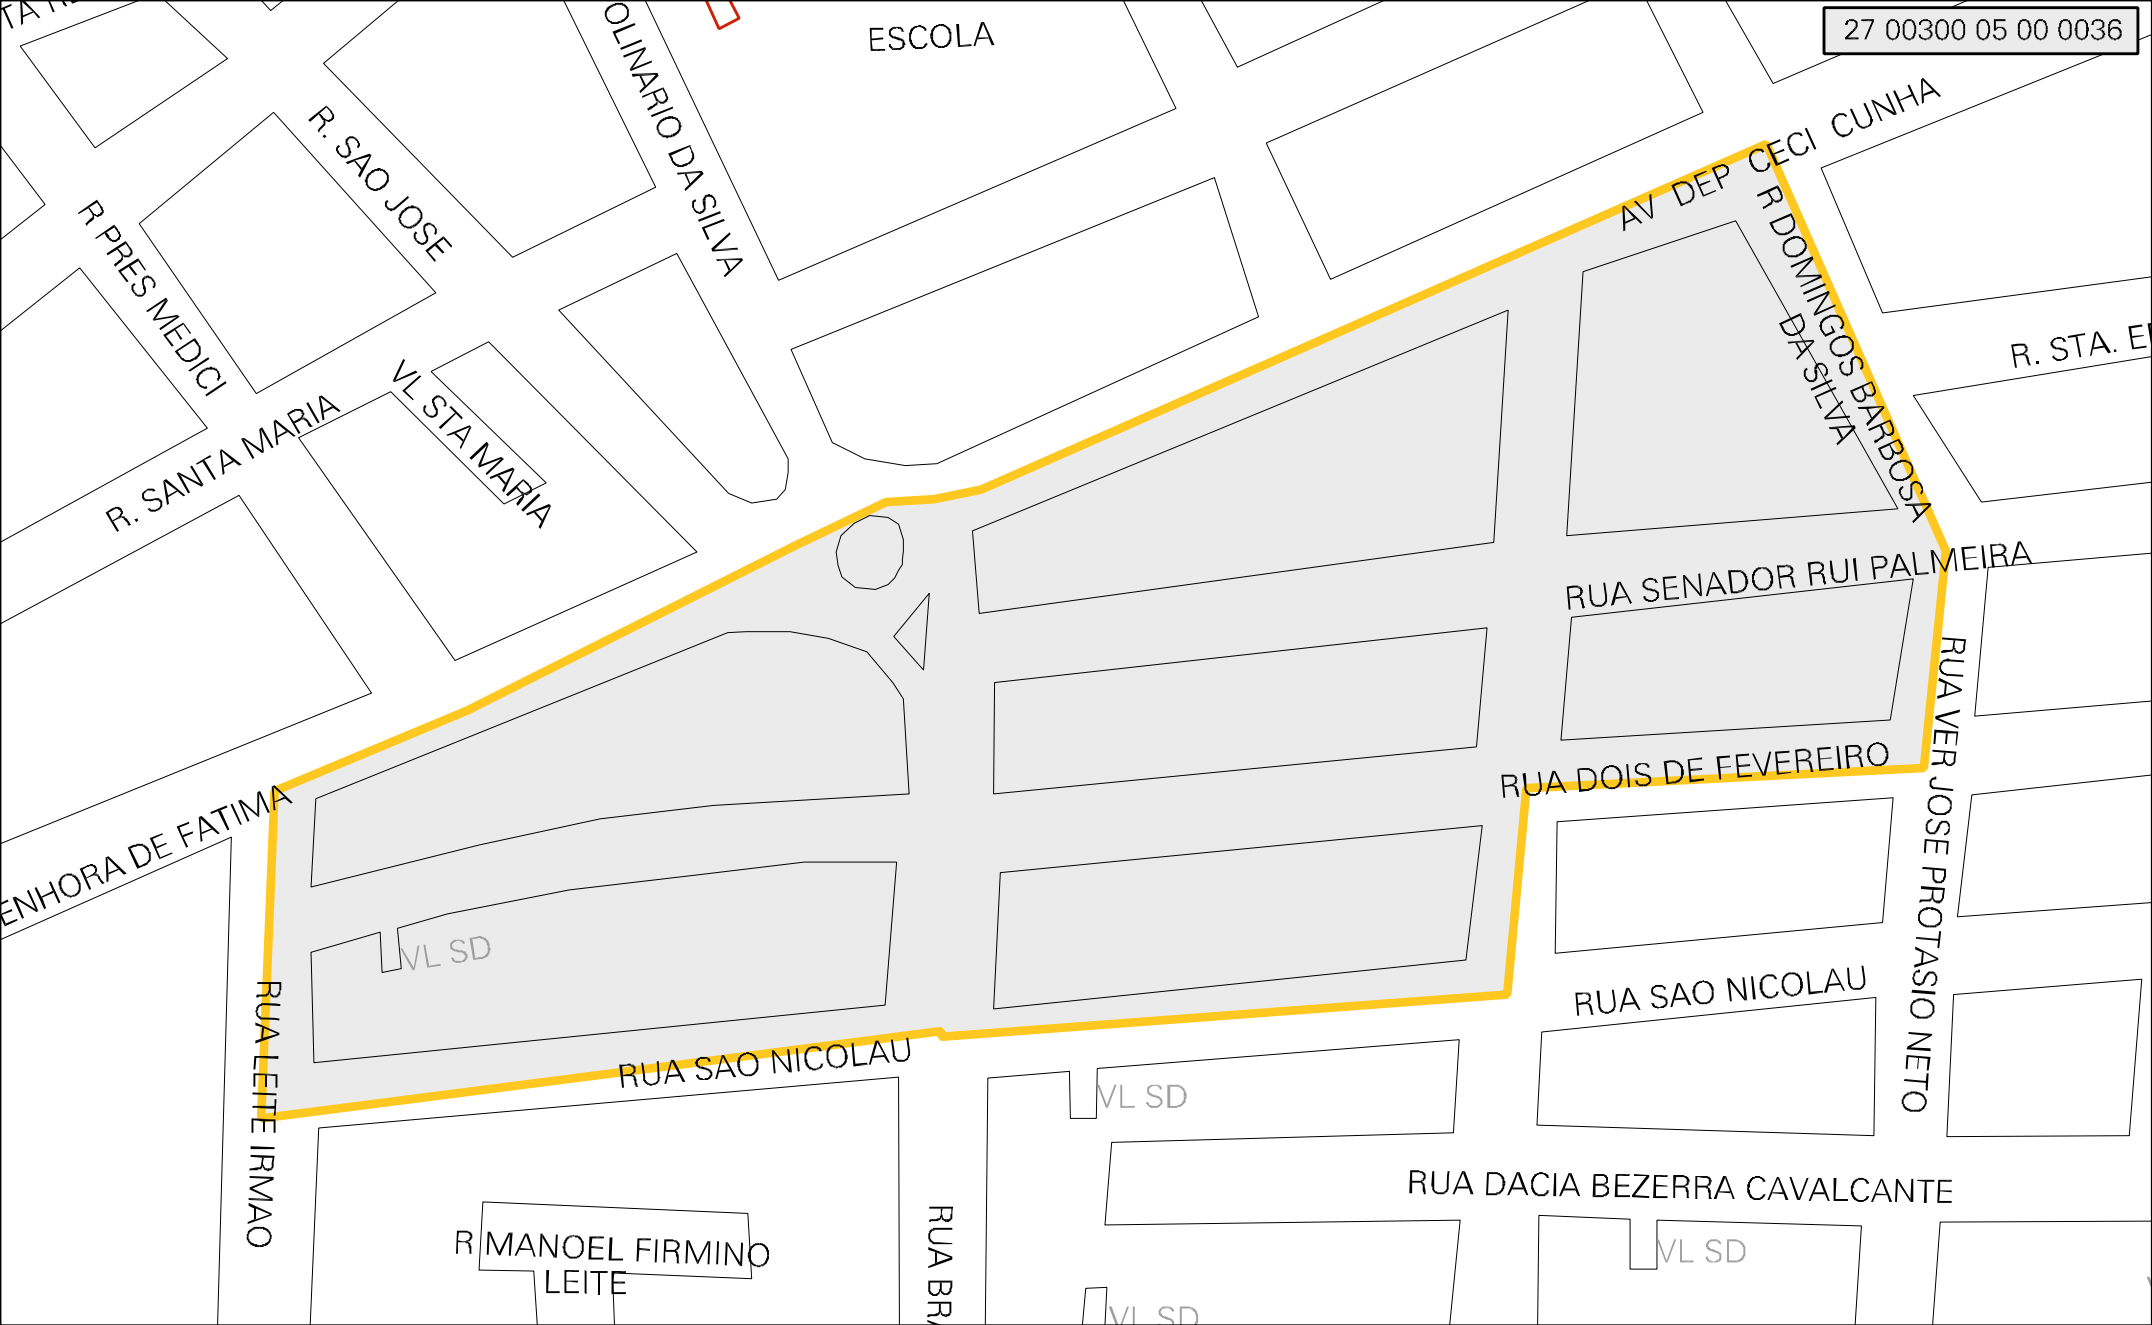 27 00300 05 00 0036
ESCOLA
OLINARIO DA SILVA
R. SAO JOSE
R PRES MEDICI
AV DEP CECI CUNHA
R DOMINGOS BARBOSA
DA SILVA
R. STA. EF
VL STA MARIA
R. SANTA MARIA
RUA SENADOR RUI PALMEIRA
RUA VER JOSE PROTASIO NETO
RUA DOIS DE FEVEREIRO
ENHORA DE FATIMA
VL SD
RUA LEITE IRMAO
RUA SAO NICOLAU
RUA SAO NICOLAU
VL SD
RUA DACIA BEZERRA CAVALCANTE
R MANOEL FIRMINO
LEITE
RUA BRA
VL SD
VL SD